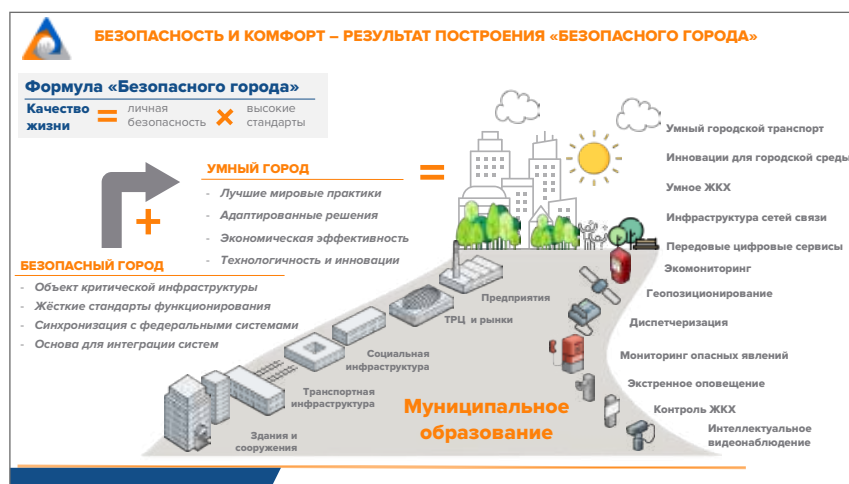 БЕЗОПАСНОСТЬ И КОМФОРТ – РЕЗУЛЬТАТ ПОСТРОЕНИЯ «БЕЗОПАСНОГО ГОРОДА»
Формула «Безопасного города»
Качество
жизни
=
личная
безопасность
×
высокие
стандарты
УМНЫЙ ГОРОД
- Лучшие мировые практики
- Адаптированные решения
- Экономическая эффективность
- Технологичность и инновации
=
+
БЕЗОПАСНЫЙ ГОРОД
- Объект критической инфраструктуры
- Жёсткие стандарты функционирования
- Синхронизация с федеральными системами
- Основа для интеграции систем
Умный городской транспорт
Инновации для городской среды
Умное ЖКХ
Инфраструктура сетей связи
Передовые цифровые сервисы
Экомониторинг
Геопозиционирование
Диспетчеризация
Мониторинг опасных явлений
Экстренное оповещение
Контроль ЖКХ
Интеллектуальное
видеонаблюдение
Предприятия
ТРЦ и рынки
Социальная
инфраструктура
Транспортная
инфраструктура
Здания и
сооружения
Муниципальное
образование